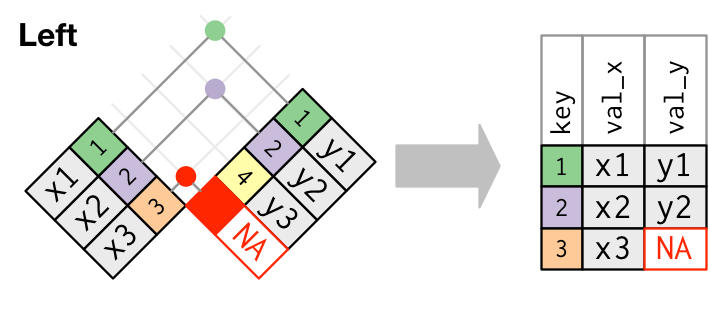 Left
1 x1
2 x2
3 x3
1 y1
2 y2
4 y3
NA
key val_x val_y
1 x1 y1
2 x2 y2
3 x3 NA